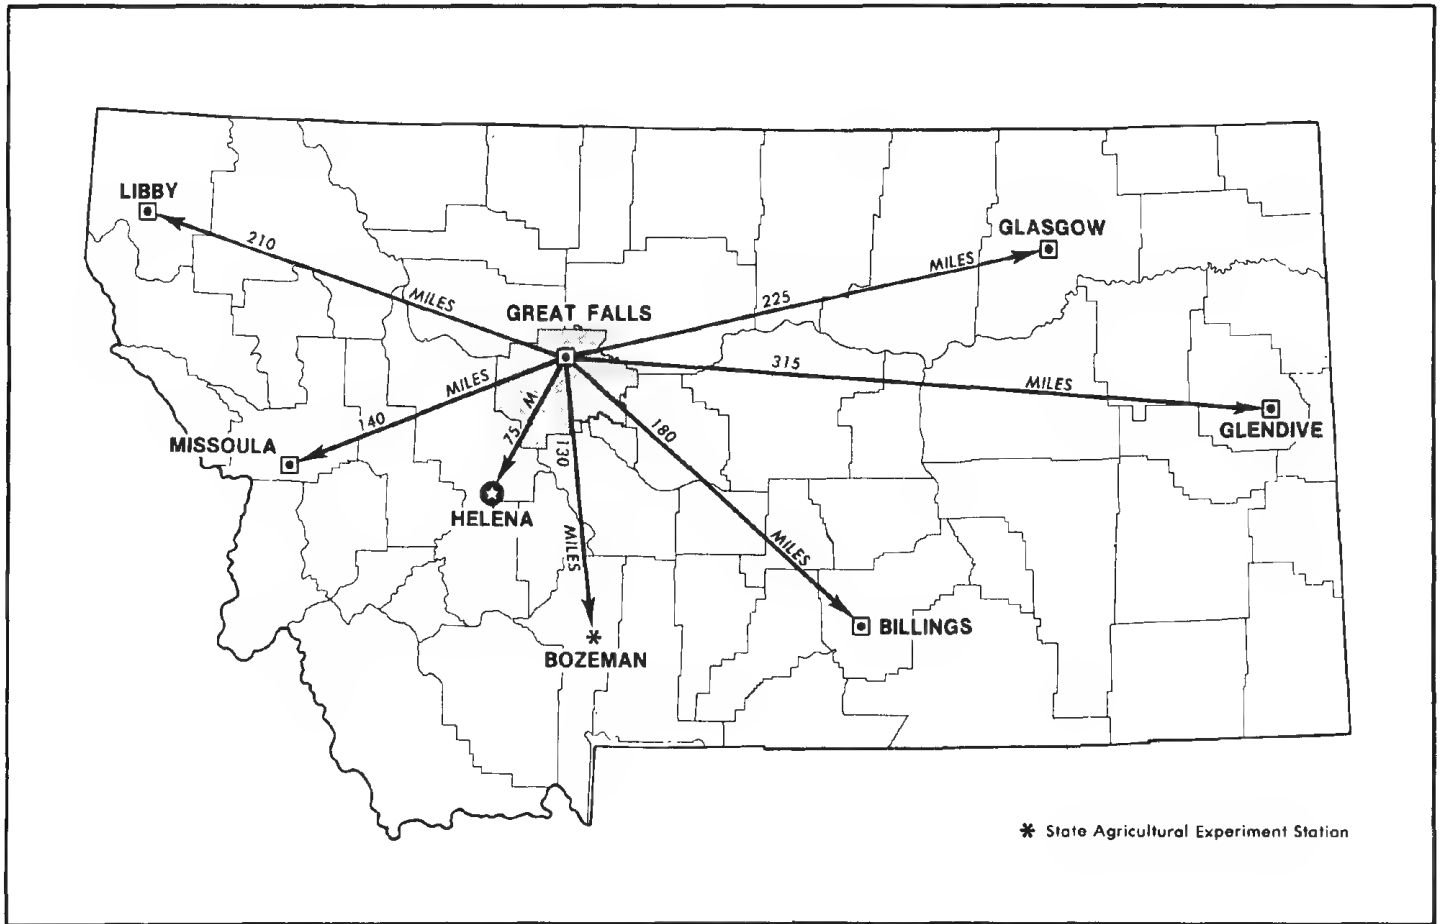 LIBBY
210
MILES
GREAT FALLS
GLASGOW
MILES
225
315
MILES
GLENDIVE
MILES
140
MISSOULA
75 M
HELENA
130
MILES
BOZEMAN
180
MILES
BILLINGS
* State Agricultural Experiment Station